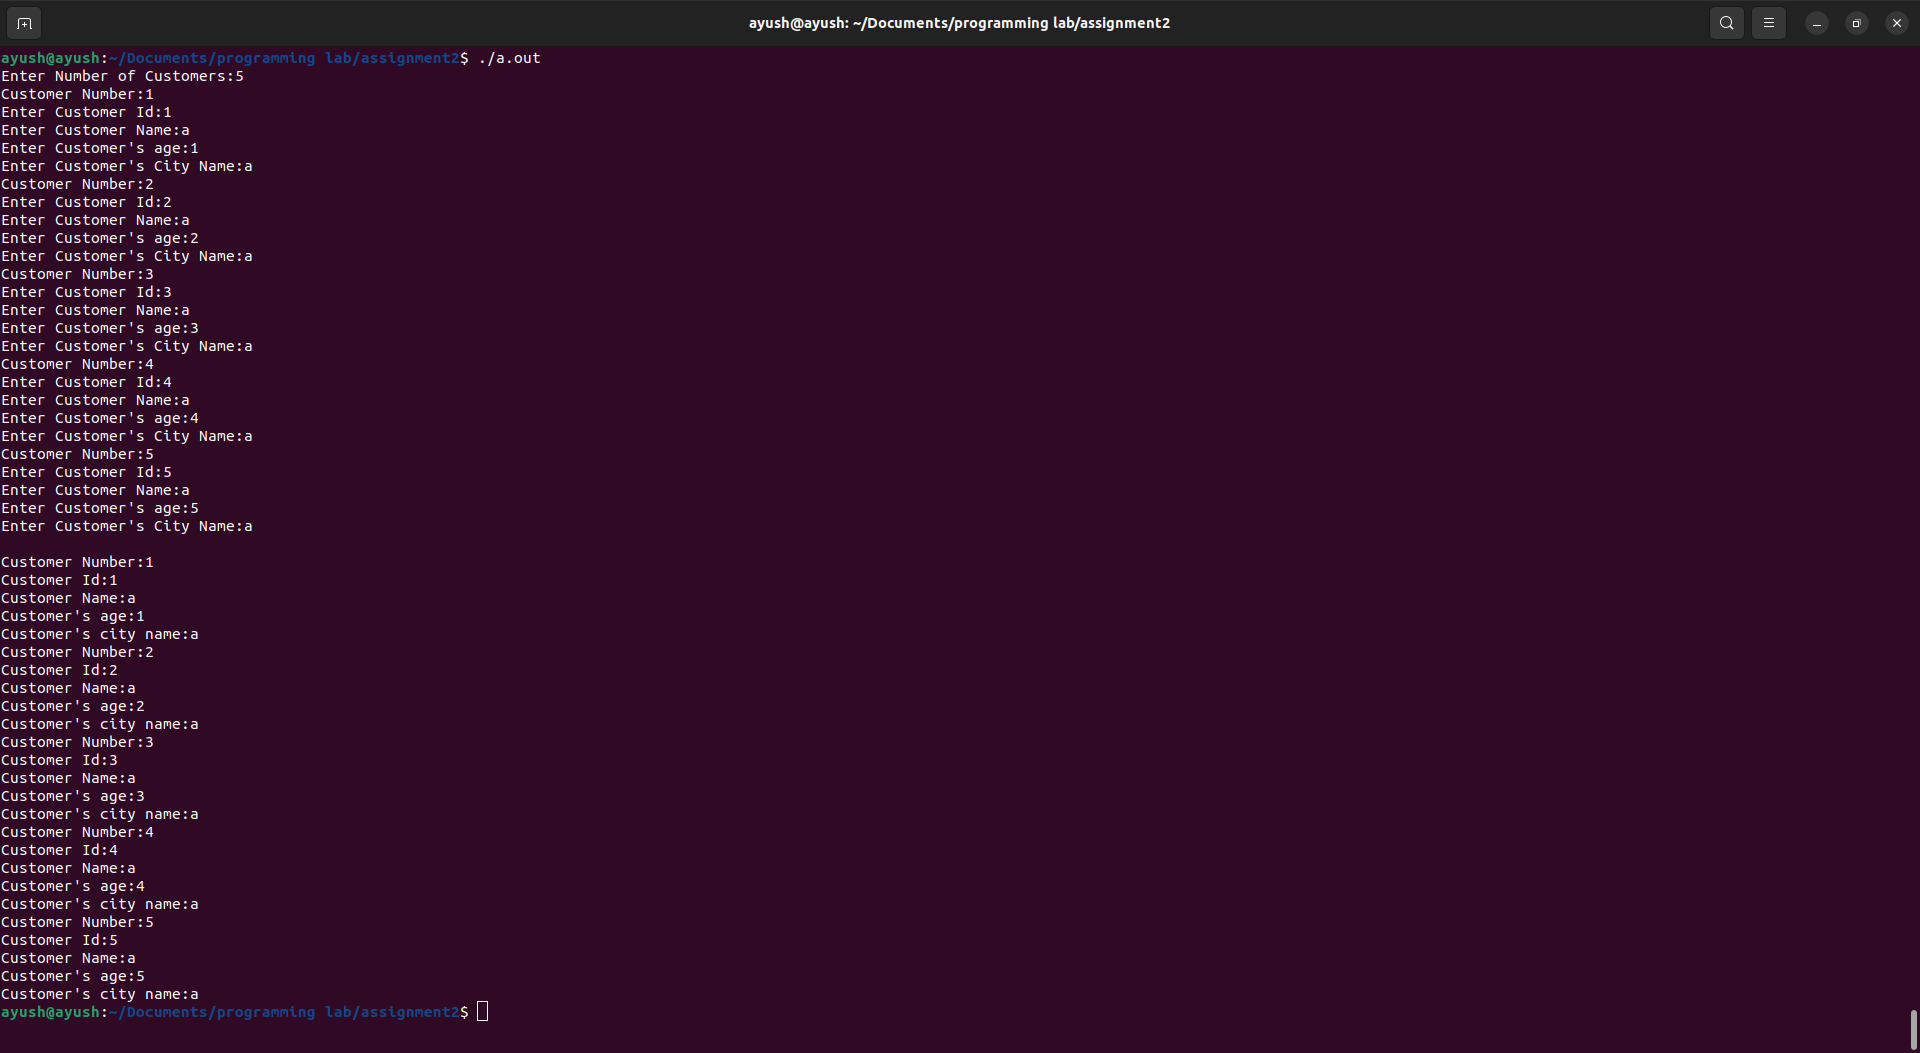 ayush@ayush: ~/Documents/programming lab/assignment2
ayush@ayush:~/Documents/programming lab/assignment2$ ./a.out
Enter Number of Customers:5
Customer Number:1
Enter Customer Id:1
Enter Customer Name:a
Enter Customer's age:1
Enter Customer's City Name:a
Customer Number:2
Enter Customer Id:2
Enter Customer Name:a
Enter Customer's age:2
Enter Customer's City Name:a
Customer Number:3
Enter Customer Id:3
Enter Customer Name:a
Enter Customer's age:3
Enter Customer's City Name:a
Customer Number:4
Enter Customer Id:4
Enter Customer Name:a
Enter Customer's age:4
Enter Customer's City Name:a
Customer Number:5
Enter Customer Id:5
Enter Customer Name:a
Enter Customer's age:5
Enter Customer's City Name:a

Customer Number:1
Customer Id:1
Customer Name:a
Customer's age:1
Customer's city name:a
Customer Number:2
Customer Id:2
Customer Name:a
Customer's age:2
Customer's city name:a
Customer Number:3
Customer Id:3
Customer Name:a
Customer's age:3
Customer's city name:a
Customer Number:4
Customer Id:4
Customer Name:a
Customer's age:4
Customer's city name:a
Customer Number:5
Customer Id:5
Customer Name:a
Customer's age:5
Customer's city name:a
ayush@ayush:~/Documents/programming lab/assignment2$